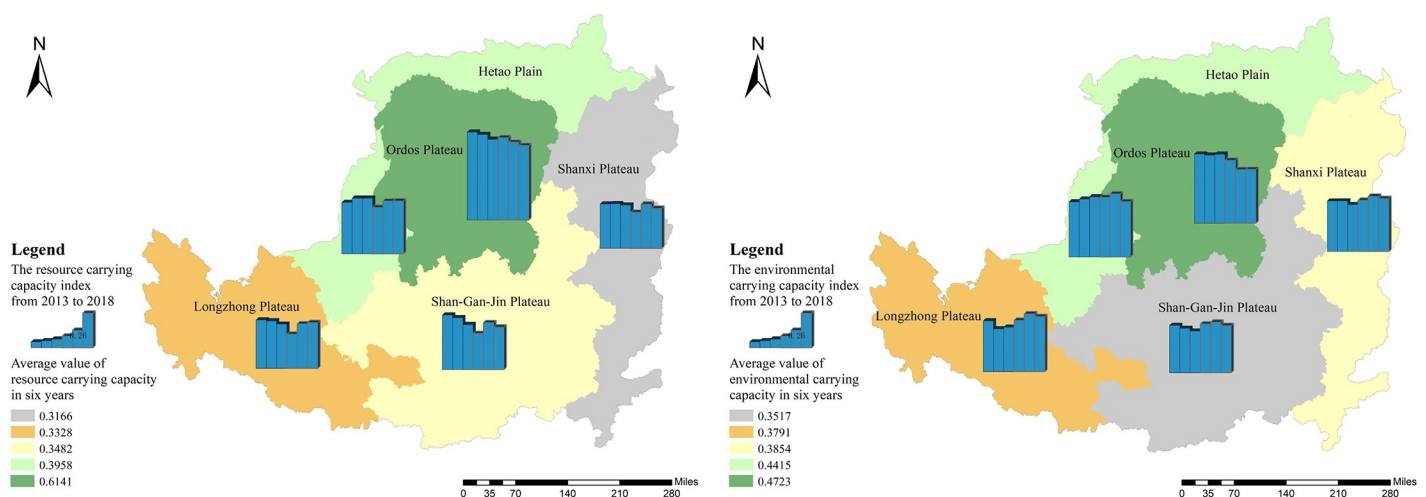 N
Hetao Plain
Ordos Plateau
Shanxi Plateau
Longzhong Plateau
Shan-Gan-Jin Plateau
Legend
The resource carrying
capacity index
from 2013 to 2018
0.26
Average value of
resource carrying capacity
in six years
0.3166
0.3328
0.3482
0.3958
0.6141
Miles
0 35 70 140 210 280
N
Hetao Plain
Ordos Plateau
Shanxi Plateau
Longzhong Plateau
Shan-Gan-Jin Plateau
Legend
The environmental
carrying capacity index
from 2013 to 2018
0.26
Average value of
environmental carrying
capacity in six years
0.3517
0.3791
0.3854
0.4415
0.4723
Miles
0 35 70 140 210 280